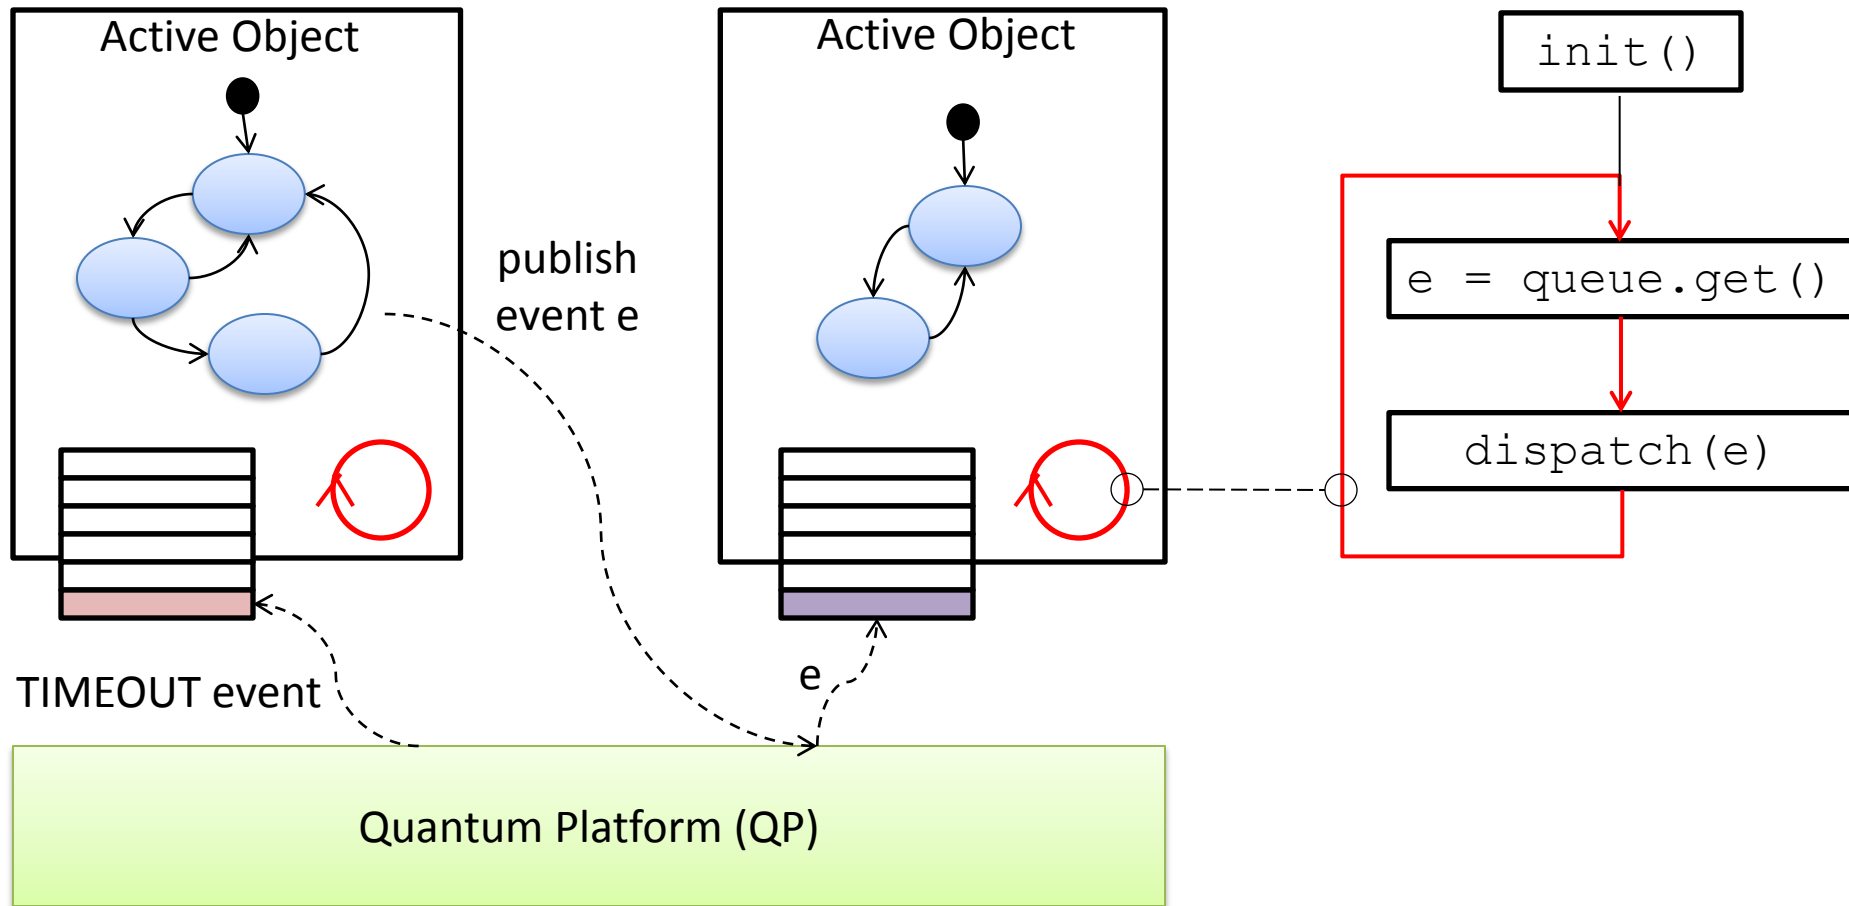 Active Object
Active Object
init()
publish
event e
e = queue.get()
dispatch(e)
TIMEOUT event
e
Quantum Platform (QP)